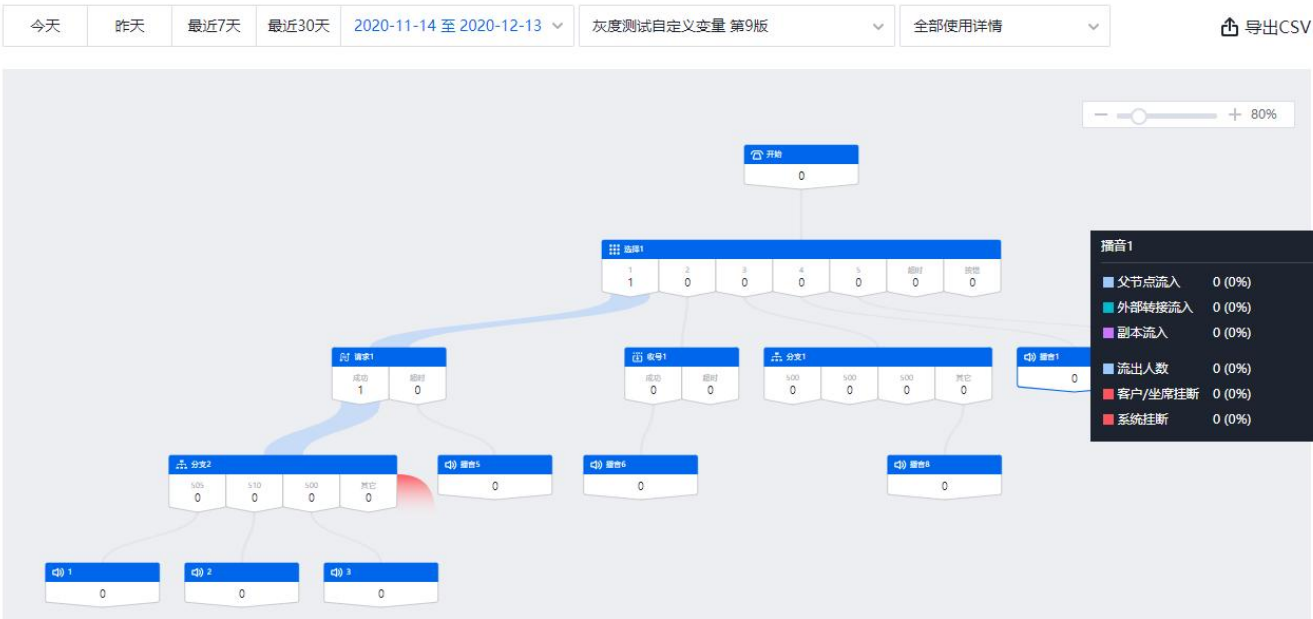 今天 昨天 最近7天 最近30天 2020-11-14 至 2020-12-13 灰度测试自定义变量 第9版 全部使用详情 导出CSV
80%
开始
0
选择1
1 2 3 4 5 超时 按错
1 0 0 0 0 0 0
播音1
父节点流入 0 (0%)
外部转接流入 0 (0%)
副本流入 0 (0%)
流出人数 0 (0%)
客户/坐席挂断 0 (0%)
系统挂断 0 (0%)
请求1
成功 超时
1 0
收号1
成功 超时
0 0
分支1
500 500 500 其它
0 0 0 0
播音1
0
分支2
505 510 500 其它
0 0 0 0
播音5
0
播音6
0
播音8
0
1
0
2
0
3
0